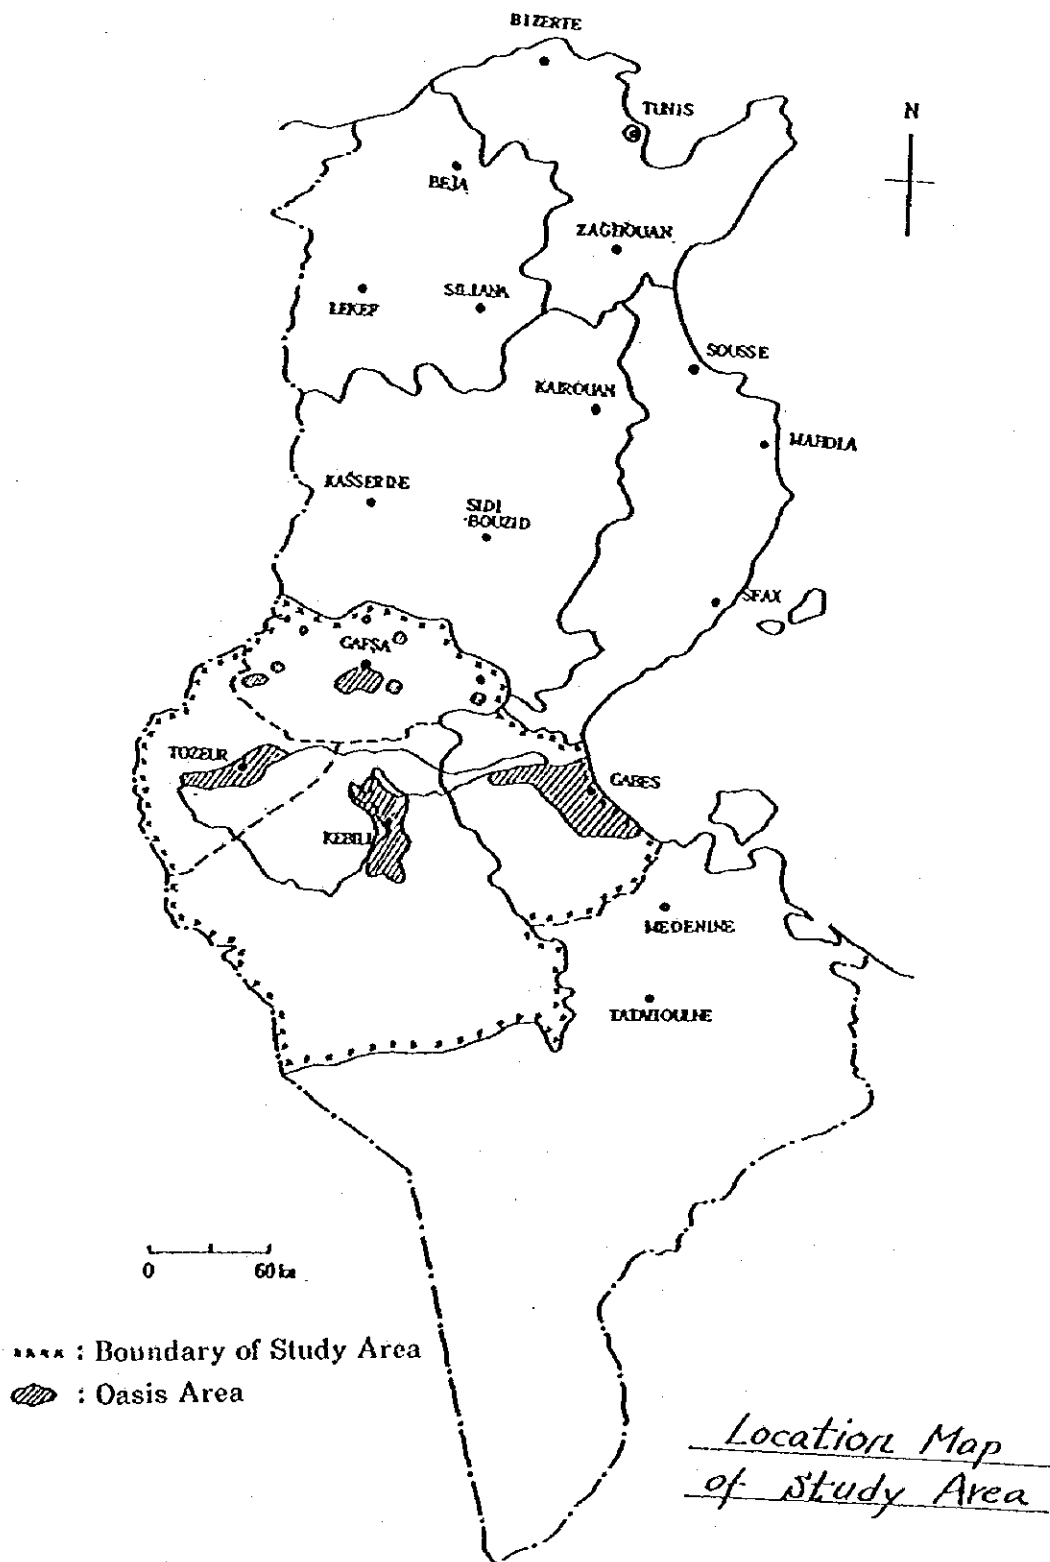 BIZERTE
N
TUNIS
BEJA
ZAGHOUAN
LEKEF
SILIANA
SOUSSE
KAIROUAN
MAHDIA
KASSERINE
SIDI
BOUZID
SFAX
GAFSA
TOZEUR
GABES
KEBILI
MEDENINE
TATAHOUINE
0 60 km
: Boundary of Study Area
: Oasis Area
Location Map
of Study Area